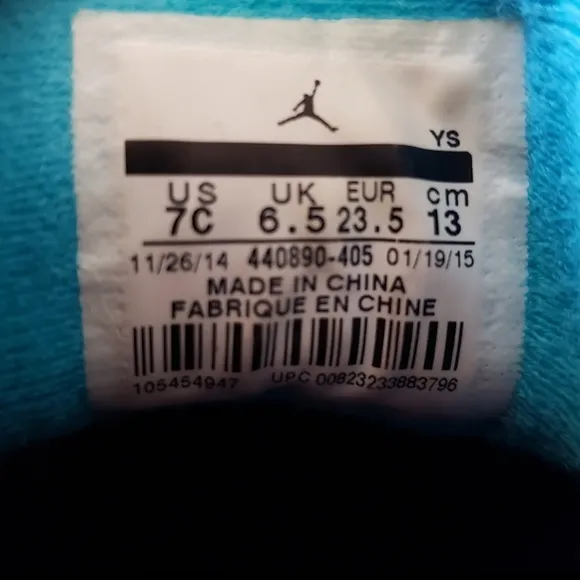 YS
US UK EUR cm
7C 6.5 23.5 13
11/26/14 440890-405 01/19/15
MADE IN CHINA
FABRIQUE EN CHINE
105454947 UPC 00823233883796